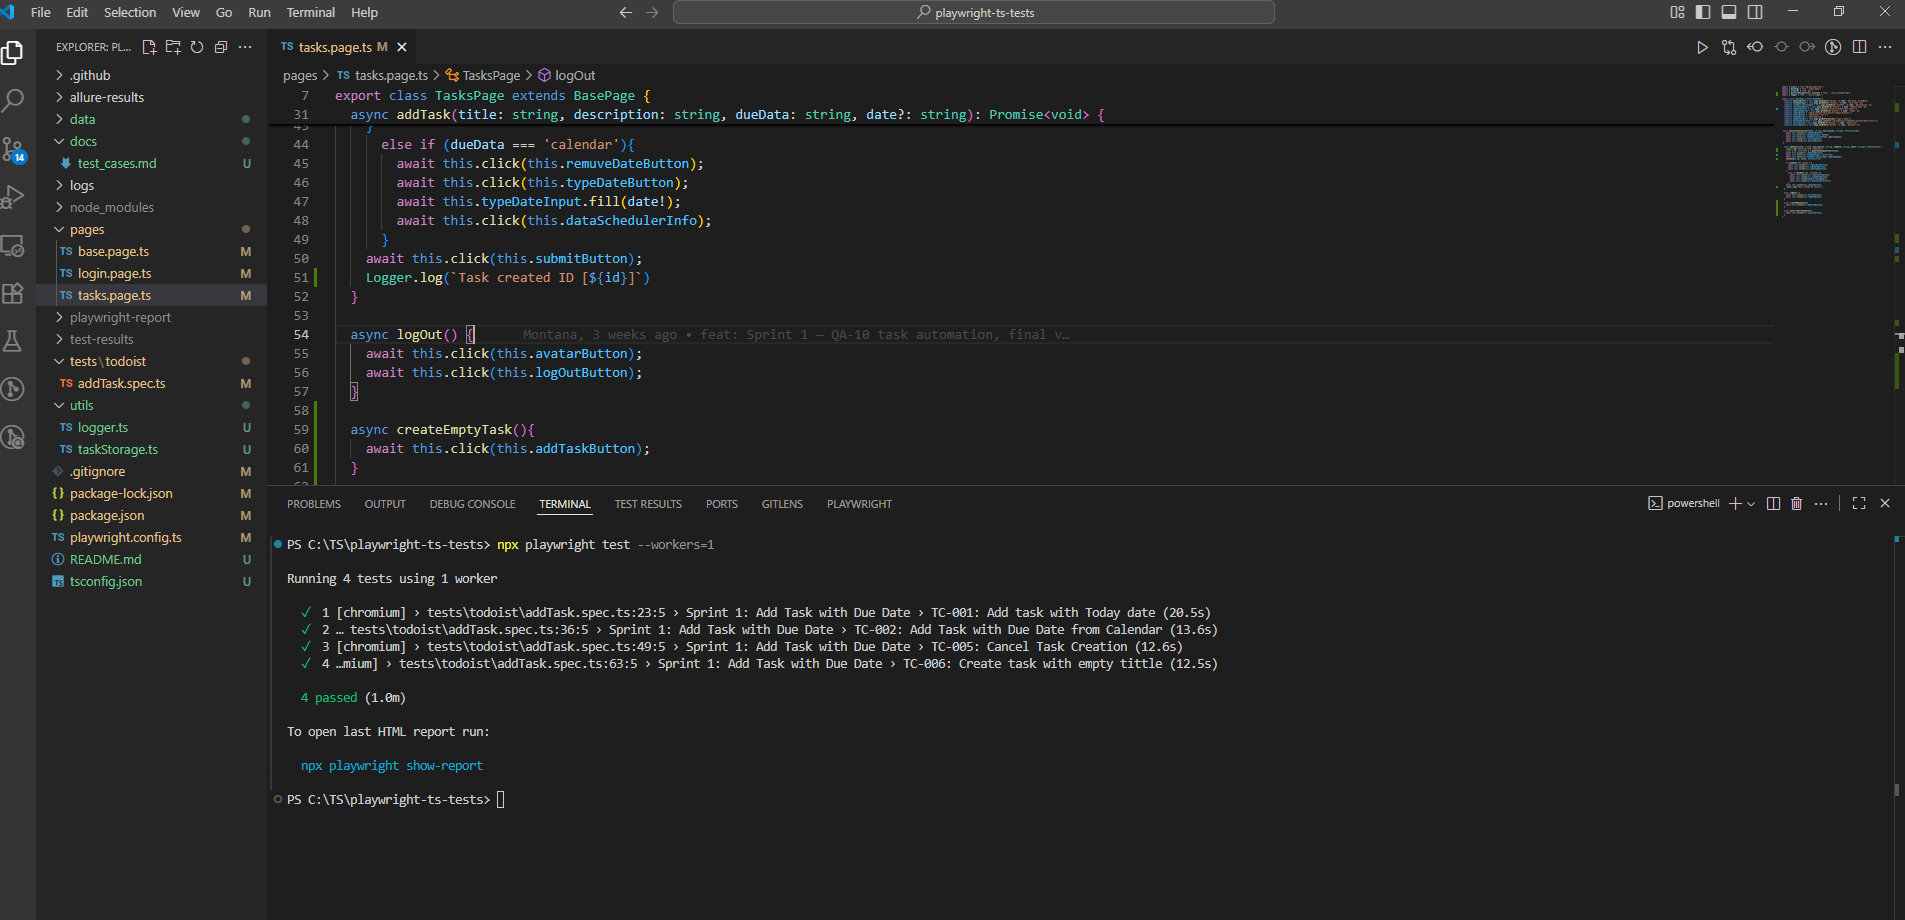 File Edit Selection View Go Run Terminal Help
playwright-ts-tests
EXPLORER: PL...
TS tasks.page.ts M
pages > TS tasks.page.ts > TasksPage > logOut
.github
allure-results
data
docs
test_cases.md U
logs
node_modules
pages
TS base.page.ts M
TS login.page.ts M
TS tasks.page.ts M
playwright-report
test-results
tests\todoist
TS addTask.spec.ts M
utils
TS logger.ts U
TS taskStorage.ts U
.gitignore M
{} package-lock.json M
{} package.json M
TS playwright.config.ts M
README.md U
TS tsconfig.json U
14
7 export class TasksPage extends BasePage {
31 async addTask(title: string, description: string, dueData: string, date?: string): Promise<void> {
43 }
44 else if (dueData === 'calendar'){
45 await this.click(this.removeDateButton);
46 await this.click(this.typeDateButton);
47 await this.typeDateInput.fill(date!);
48 await this.click(this.dataSchedulerInfo);
49 }
50 await this.click(this.submitButton);
51 Logger.log(`Task created ID [${id}]`)
52 }
53
54 async logOut() { Montana, 3 weeks ago • feat: Sprint 1 — QA-10 task automation, final v…
55 await this.click(this.avatarButton);
56 await this.click(this.logOutButton);
57 }
58
59 async createEmptyTask(){
60 await this.click(this.addTaskButton);
61 }
62
PROBLEMS OUTPUT DEBUG CONSOLE TERMINAL TEST RESULTS PORTS GITLENS PLAYWRIGHT
powershell
PS C:\TS\playwright-ts-tests> npx playwright test --workers=1
Running 4 tests using 1 worker
✓ 1 [chromium] › tests\todoist\addTask.spec.ts:23:5 › Sprint 1: Add Task with Due Date › TC-001: Add task with Today date (20.5s)
✓ 2 … tests\todoist\addTask.spec.ts:36:5 › Sprint 1: Add Task with Due Date › TC-002: Add Task with Due Date from Calendar (13.6s)
✓ 3 [chromium] › tests\todoist\addTask.spec.ts:49:5 › Sprint 1: Add Task with Due Date › TC-005: Cancel Task Creation (12.6s)
✓ 4 …mium] › tests\todoist\addTask.spec.ts:63:5 › Sprint 1: Add Task with Due Date › TC-006: Create task with empty tittle (12.5s)
4 passed (1.0m)
To open last HTML report run:
npx playwright show-report
PS C:\TS\playwright-ts-tests>